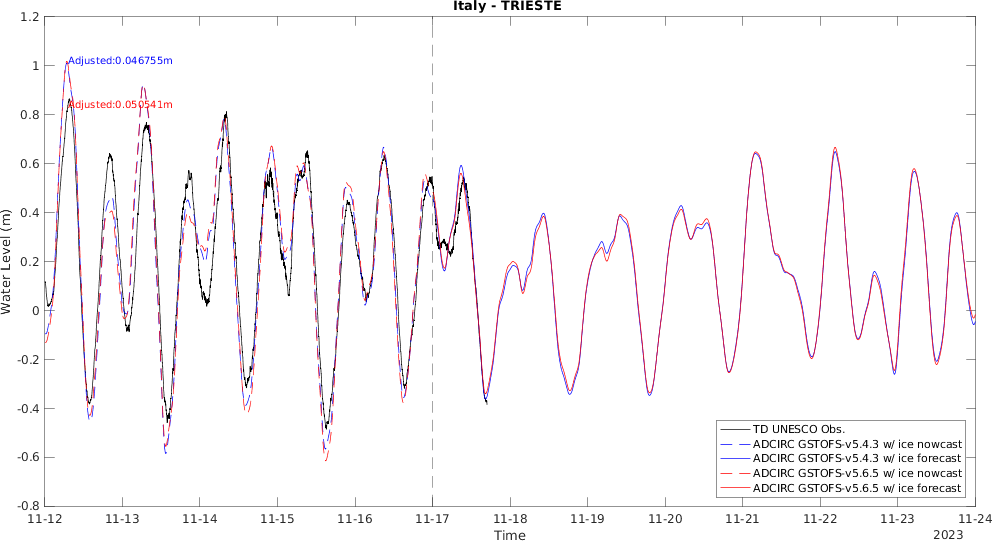 Italy - TRIESTE
1.2
1
0.8
0.6
0.4
0.2
0
-0.2
-0.4
-0.6
-0.8
Water Level (m)
Adjusted:0.046755m
Adjusted:0.050541m
TD UNESCO Obs.
ADCIRC GSTOFS-v5.4.3 w/ ice nowcast
ADCIRC GSTOFS-v5.4.3 w/ ice forecast
ADCIRC GSTOFS-v5.6.5 w/ ice nowcast
ADCIRC GSTOFS-v5.6.5 w/ ice forecast
11-12 11-13 11-14 11-15 11-16 11-17 11-18 11-19 11-20 11-21 11-22 11-23 11-24
Time
2023